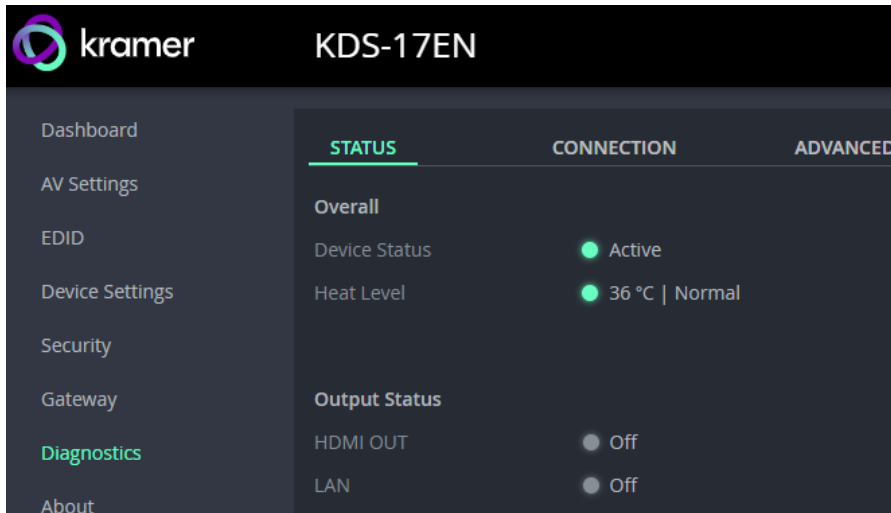 kramer
KDS-17EN
Dashboard
AV Settings
EDID
Device Settings
Security
Gateway
Diagnostics
About
STATUS CONNECTION ADVANCED
Overall
Device Status Active
Heat Level 36 °C | Normal
Output Status
HDMI OUT Off
LAN Off